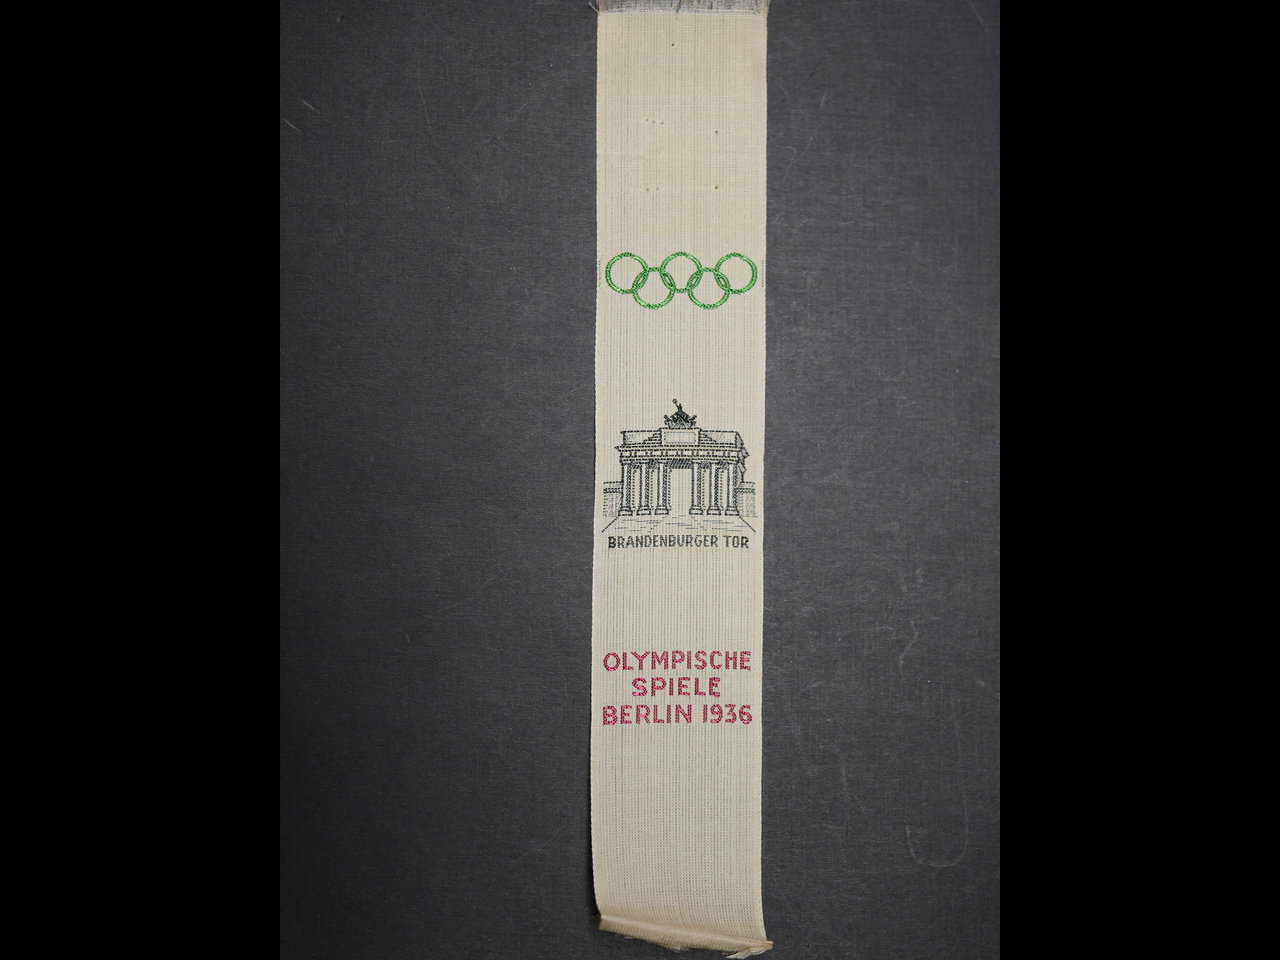 BRANDENBURGER TOR
OLYMPISCHE
SPIELE
BERLIN 1936